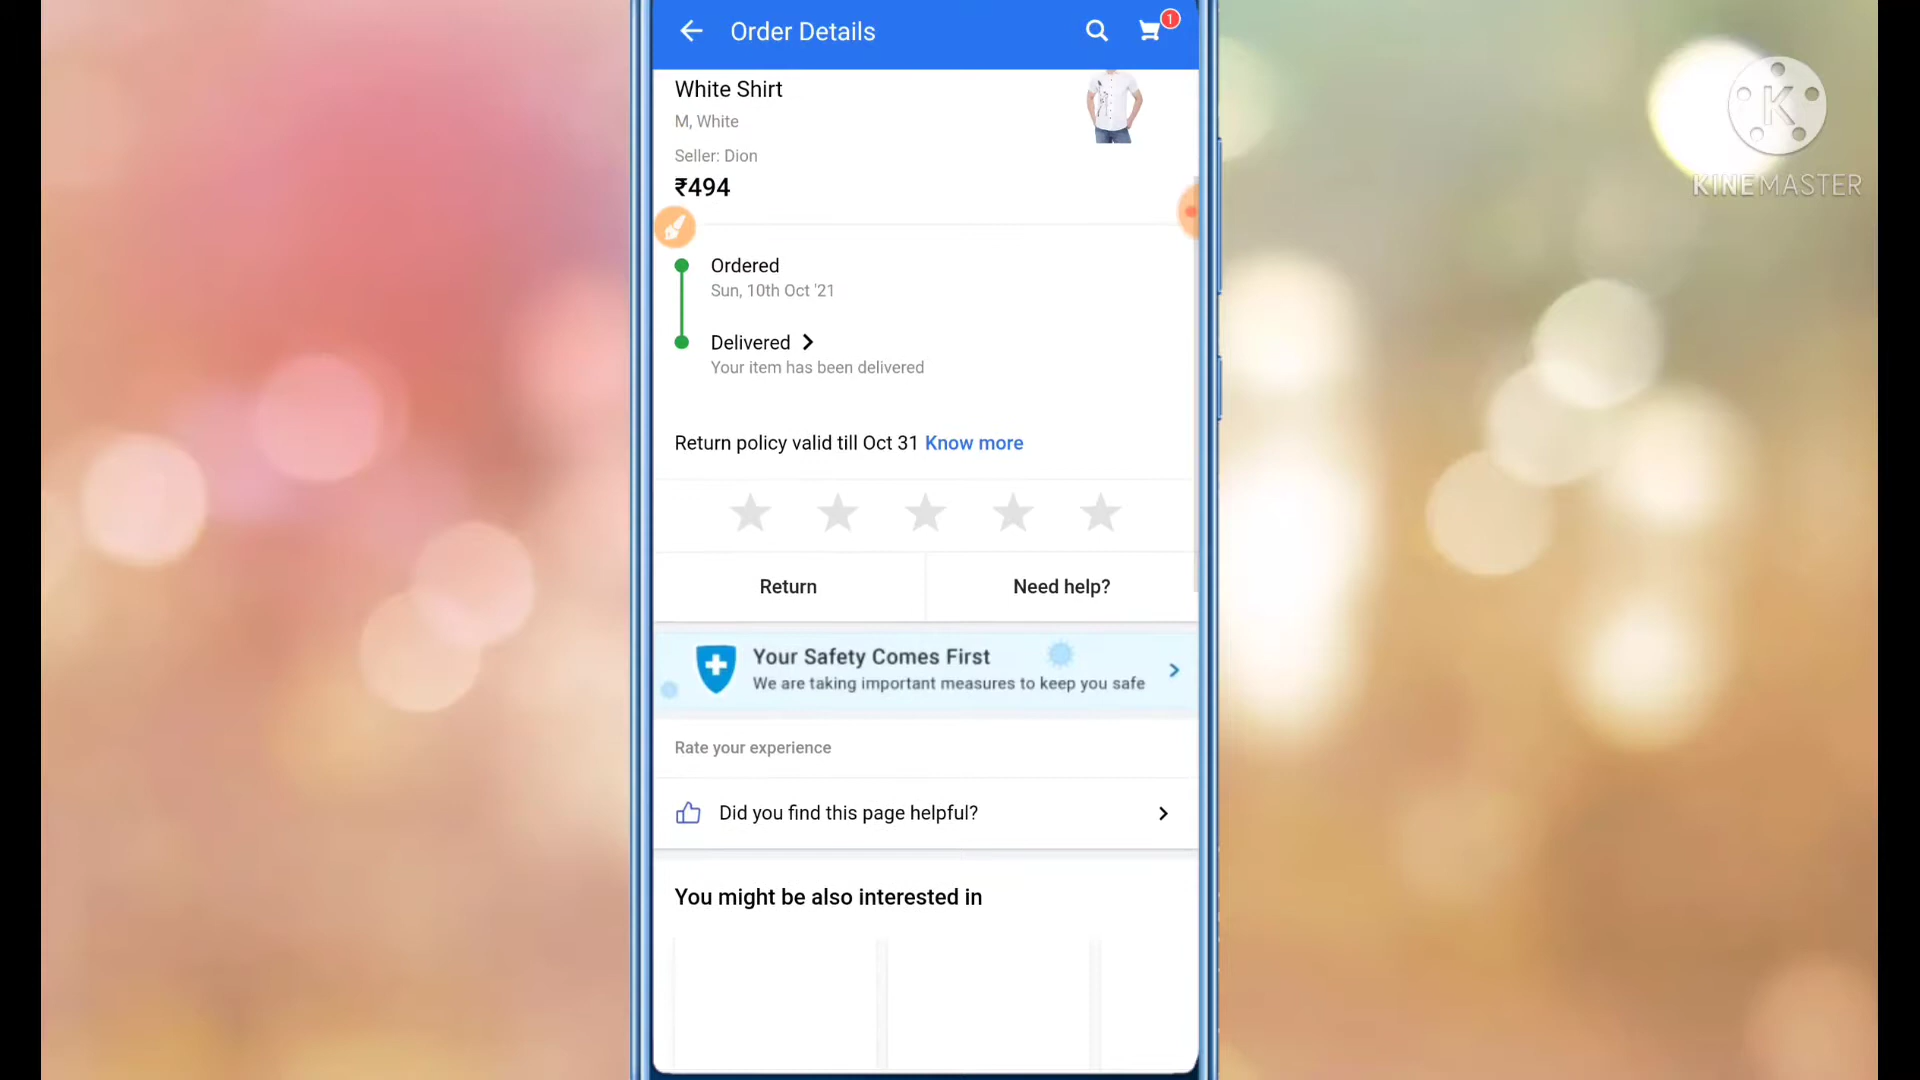 Order Details
1
White Shirt
M, White
Seller: Dion
₹494
Ordered
Sun, 10th Oct '21
Delivered
Your item has been delivered
Return policy valid till Oct 31 Know more
Return
Need help?
Your Safety Comes First
We are taking important measures to keep you safe
Rate your experience
Did you find this page helpful?
You might be also interested in
K
KINEMASTER